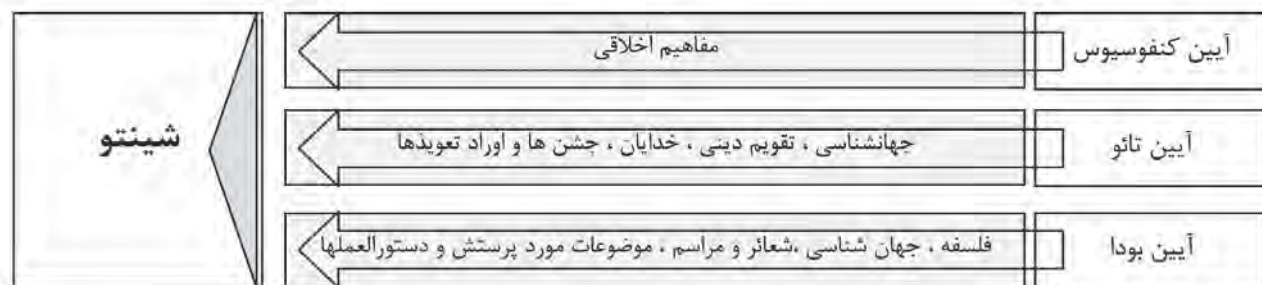 آیین کنفوسیوس
مفاهیم اخلاقی
آیین تائو
جهانشناسی ، تقویم دینی ، خدایان ، جشن ها و اوراد تعویذها
شینتو
آیین بودا
فلسفه ، جهان شناسی ،شعائر و مراسم ، موضوعات مورد پرستش و دستورالعملها